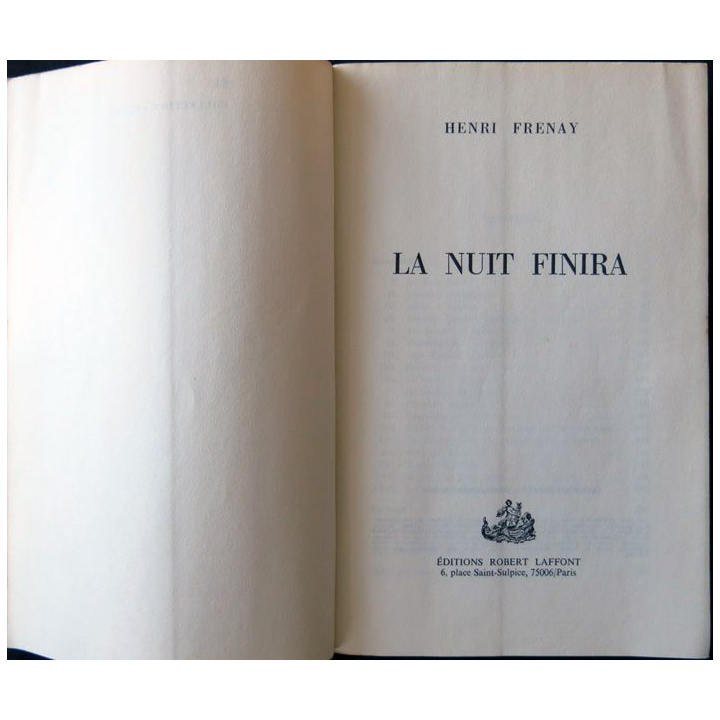 HENRI FRENAY
LA NUIT FINIRA
ÉDITIONS ROBERT LAFFONT
6, place Saint-Sulpice, 75006/Paris